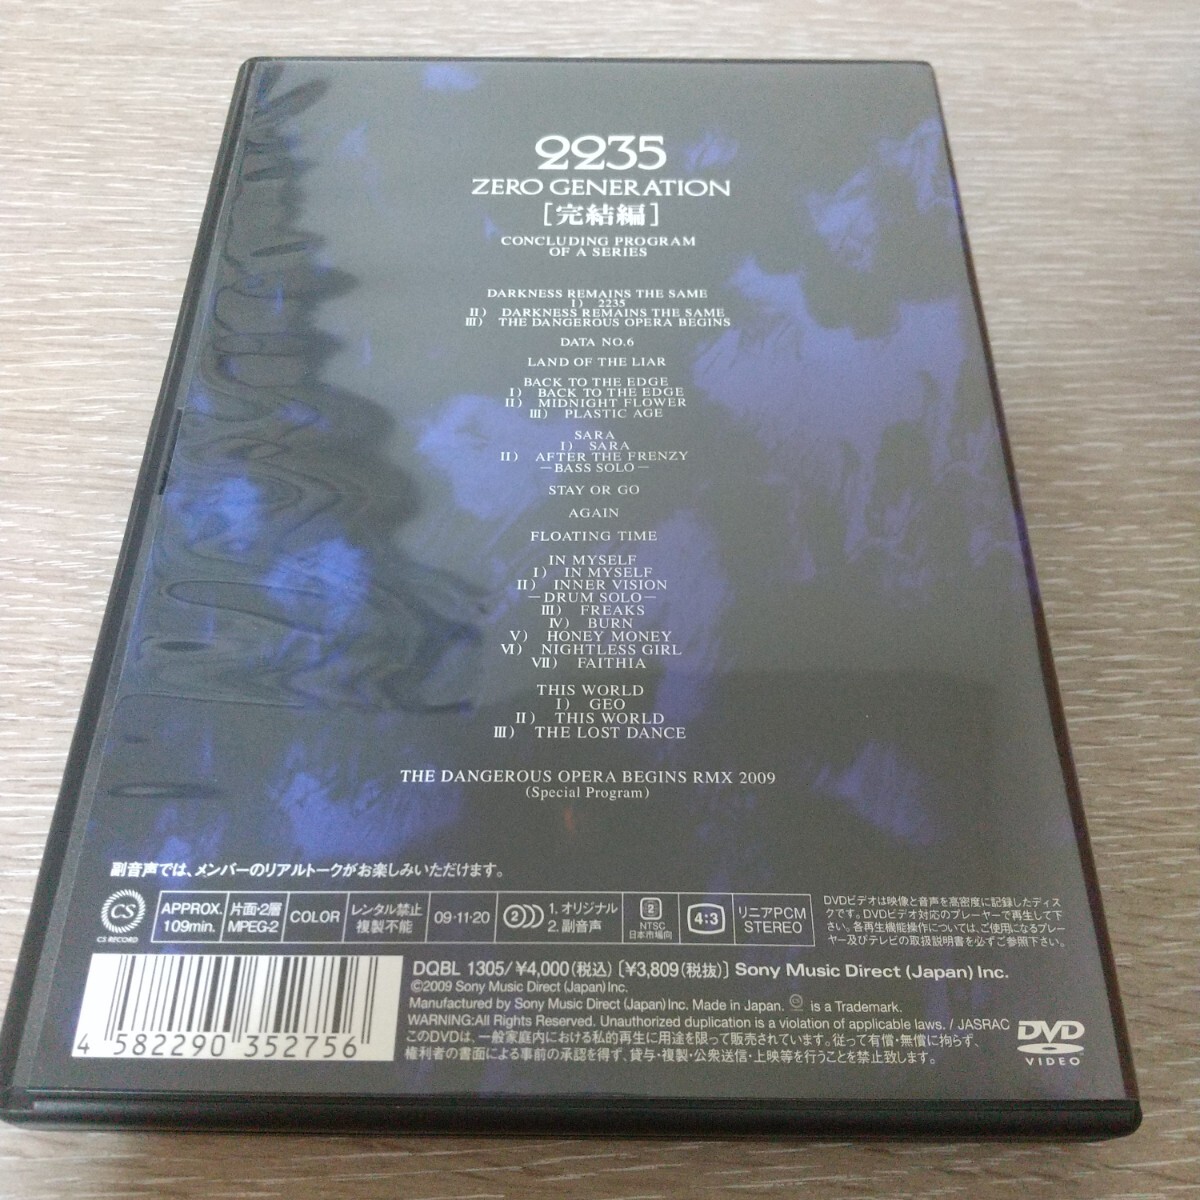 2235
ZERO GENERATION
[完結編]
CONCLUDING PROGRAM
OF A SERIES
DARKNESS REMAINS THE SAME
I) 2235
II) DARKNESS REMAINS THE SAME
III) THE DANGEROUS OPERA BEGINS
DATA NO.6
LAND OF THE LIAR
BACK TO THE EDGE
I) BACK TO THE EDGE
II) MIDNIGHT FLOWER
III) PLASTIC AGE
SARA
I) SARA
II) AFTER THE FRENZY
—BASS SOLO—
STAY OR GO
AGAIN
FLOATING TIME
IN MYSELF
I) IN MYSELF
II) INNER VISION
—DRUM SOLO—
III) FREAKS
IV) BURN
V) HONEY MONEY
VI) NIGHTLESS GIRL
VII) FAITHIA
THIS WORLD
I) GEO
II) THIS WORLD
III) THE LOST DANCE
THE DANGEROUS OPERA BEGINS RMX 2009
(Special Program)
副音声では、メンバーのリアルトークがお楽しみいただけます。
CS
CS RECORD
APPROX.
109min.
片面・2層
MPEG-2
COLOR
レンタル禁止
複製不能
09・11・20
2
1. オリジナル
2. 副音声
2
NTSC
日本市場向
4:3
リニアPCM
STEREO
DVDビデオは映像と音声を高密度に記録したディス
クです。DVDビデオ対応のプレーヤーで再生して下
さい。各再生機能操作については、ご使用になるプレー
ヤー及びテレビの取扱説明書を必ずご参照下さい。
DQBL 1305/¥4,000(税込) [¥3,809(税抜)] Sony Music Direct (Japan) Inc.
©2009 Sony Music Direct (Japan) Inc.
Manufactured by Sony Music Direct (Japan) Inc. Made in Japan. CS is a Trademark.
WARNING:All Rights Reserved. Unauthorized duplication is a violation of applicable laws. / JASRAC
このDVDは、一般家庭内における私的再生に用途を限って販売されています。従って有償・無償に拘らず、
権利者の書面による事前の承認を得ず、貸与・複製・公衆送信・上映等を行うことを禁止致します。
4 582290 352756
DVD
VIDEO